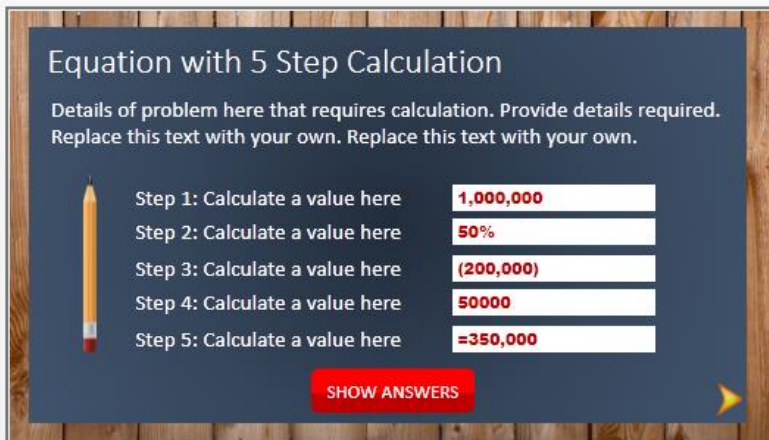 Equation with 5 Step Calculation
Details of problem here that requires calculation. Provide details required.
Replace this text with your own. Replace this text with your own.
Step 1: Calculate a value here 1,000,000
Step 2: Calculate a value here 50%
Step 3: Calculate a value here (200,000)
Step 4: Calculate a value here 50000
Step 5: Calculate a value here =350,000
SHOW ANSWERS